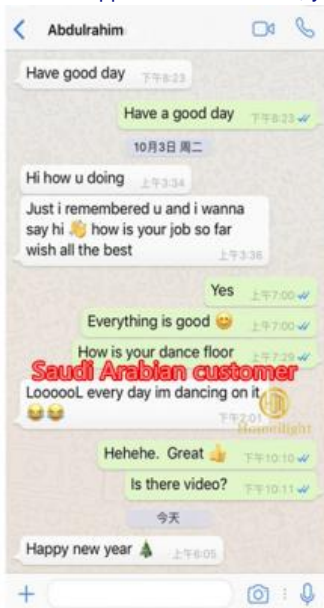 Abdulrahim
Have good day 下午8:23
Have a good day 下午8:23
10月3日 周二
Hi how u doing 上午3:34
Just i remembered u and i wanna
say hi 👋 how is your job so far
wish all the best 上午3:36
Yes 上午7:00
Everything is good 😄 上午7:00
How is your dance floor 上午7:29
Saudi Arabian customer
LoooooL every day im dancing on it
😂😂 下午2:01
Homeilight
Hehehe. Great 👍 下午10:10
Is there video? 下午10:11
今天
Happy new year 🎄 上午6:05